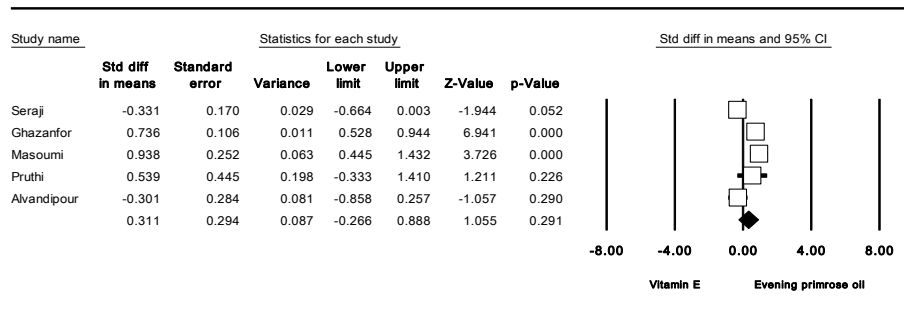 Study name Statistics for each study Std diff in means and 95% CI
Std diff Standard Lower Upper
in means error Variance limit limit Z-Value p-Value
Seraji -0.331 0.170 0.029 -0.664 0.003 -1.944 0.052
Ghazanfor 0.736 0.106 0.011 0.528 0.944 6.941 0.000
Masoumi 0.938 0.252 0.063 0.445 1.432 3.726 0.000
Pruthi 0.539 0.445 0.198 -0.333 1.410 1.211 0.226
Alvandipour -0.301 0.284 0.081 -0.858 0.257 -1.057 0.290
0.311 0.294 0.087 -0.266 0.888 1.055 0.291
-8.00 -4.00 0.00 4.00 8.00
Vitamin E Evening primrose oil